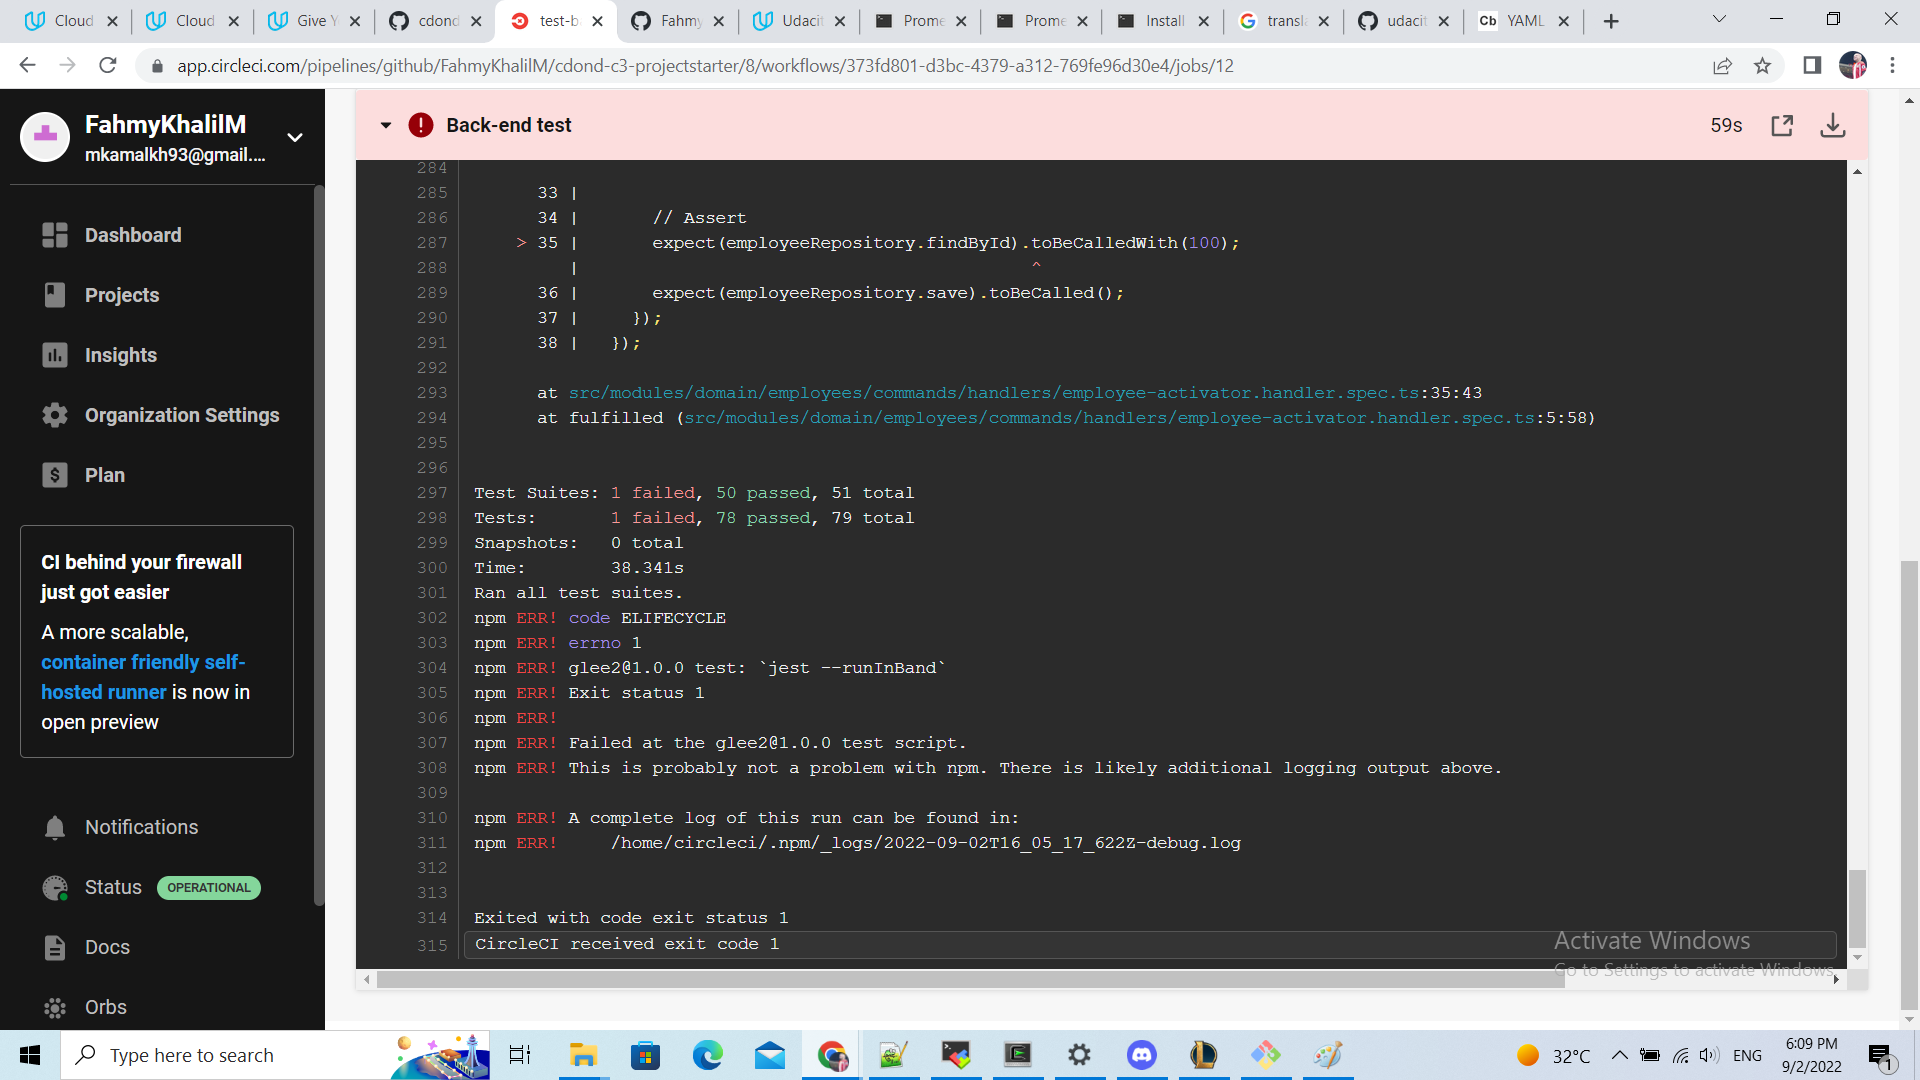 Cloud
Cloud
Give Y
cdond
test-b
Fahmy
Udacit
Prome
Prome
Install
transl
udacit
Cb YAML
app.circleci.com/pipelines/github/FahmyKhalilM/cdond-c3-projectstarter/8/workflows/373fd801-d3bc-4379-a312-769fe96d30e4/jobs/12
FahmyKhalilM
mkamalkh93@gmail....
Dashboard
Projects
Insights
Organization Settings
Plan
CI behind your firewall
just got easier
A more scalable,
container friendly self-
hosted runner is now in
open preview
Notifications
Status OPERATIONAL
Docs
Orbs
Back-end test 59s
284
285 33 |
286 34 | // Assert
287 > 35 | expect(employeeRepository.findById).toBeCalledWith(100);
288 | ^
289 36 | expect(employeeRepository.save).toBeCalled();
290 37 | });
291 38 | });
292
293 at src/modules/domain/employees/commands/handlers/employee-activator.handler.spec.ts:35:43
294 at fulfilled (src/modules/domain/employees/commands/handlers/employee-activator.handler.spec.ts:5:58)
295
296
297 Test Suites: 1 failed, 50 passed, 51 total
298 Tests: 1 failed, 78 passed, 79 total
299 Snapshots: 0 total
300 Time: 38.341s
301 Ran all test suites.
302 npm ERR! code ELIFECYCLE
303 npm ERR! errno 1
304 npm ERR! glee2@1.0.0 test: `jest --runInBand`
305 npm ERR! Exit status 1
306 npm ERR!
307 npm ERR! Failed at the glee2@1.0.0 test script.
308 npm ERR! This is probably not a problem with npm. There is likely additional logging output above.
309
310 npm ERR! A complete log of this run can be found in:
311 npm ERR! /home/circleci/.npm/_logs/2022-09-02T16_05_17_622Z-debug.log
312
313
314 Exited with code exit status 1
315 CircleCI received exit code 1
Activate Windows
Go to Settings to activate Windows.
Type here to search
32°C
ENG
6:09 PM
9/2/2022
1